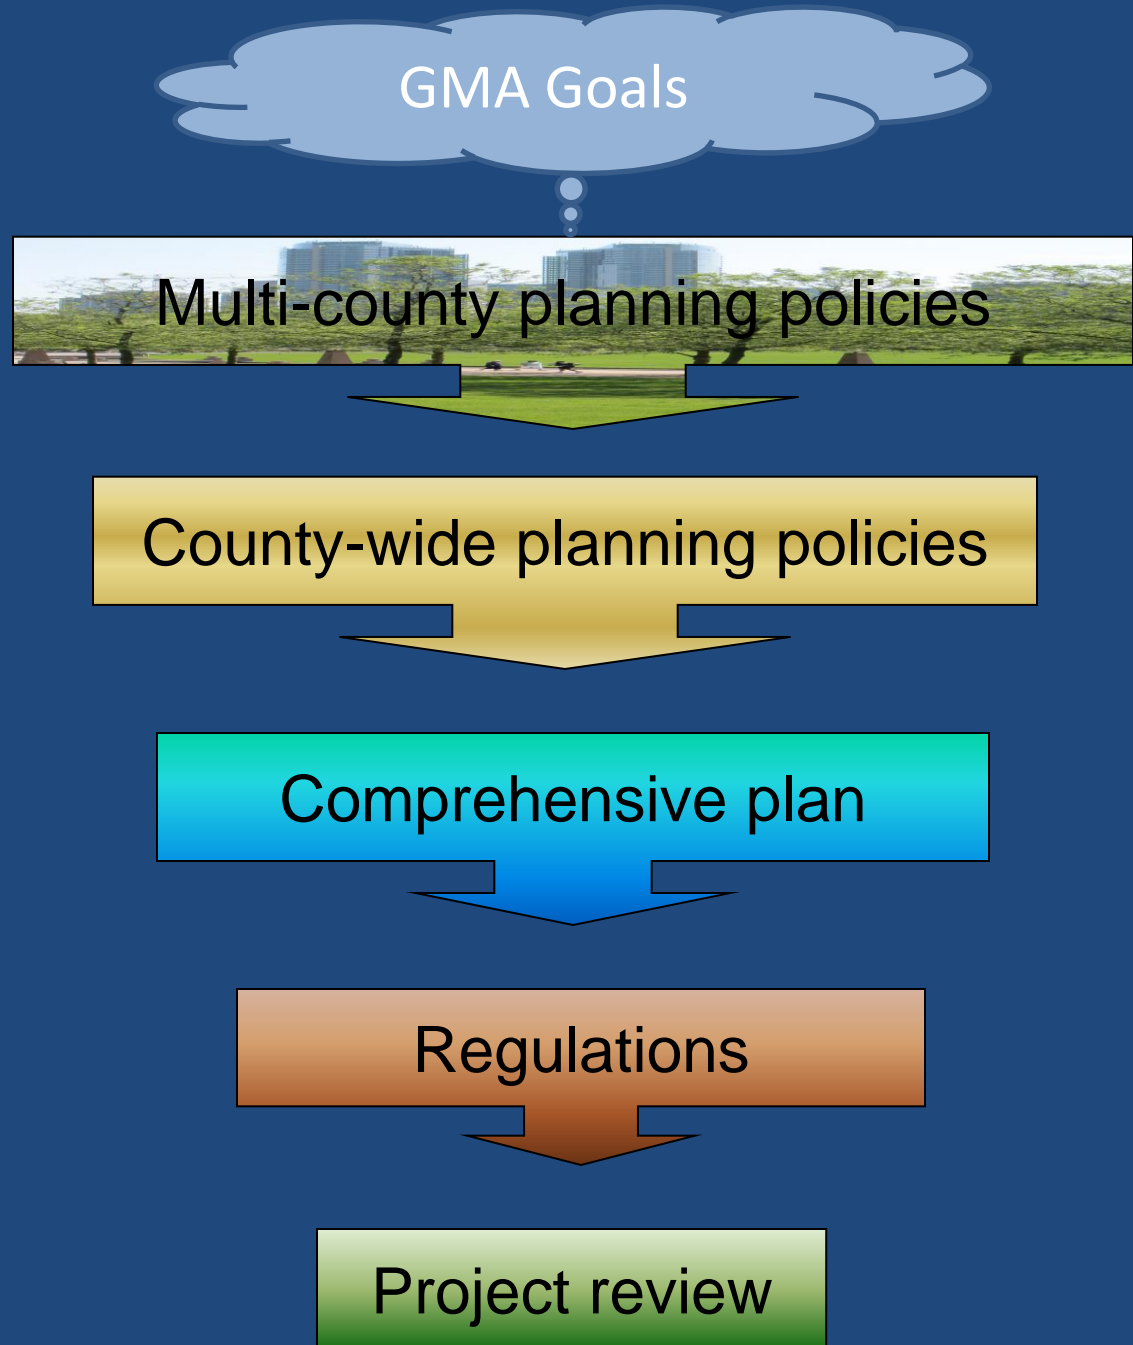 GMA Goals
Multi-county planning policies
County-wide planning policies
Comprehensive plan
Regulations
Project review